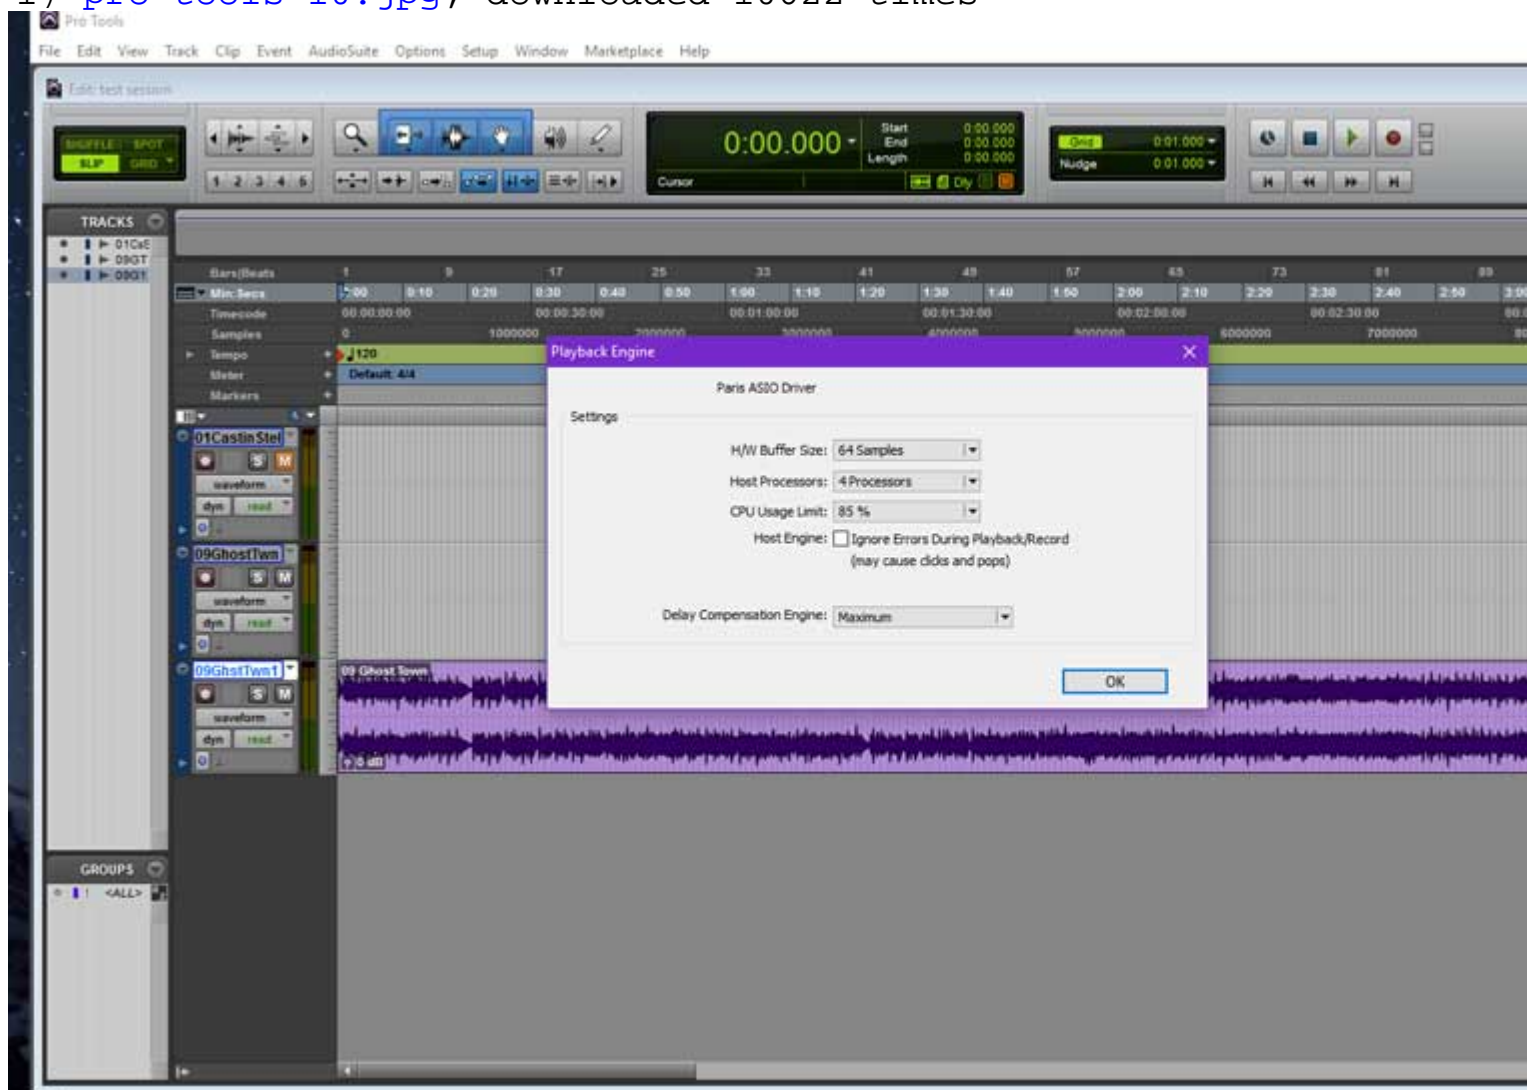 1) pro-tools-10.jpg, downloaded 10022 times
Pro Tools
File Edit View Track Clip Event AudioSuite Options Setup Window Marketplace Help
Edit: test session
SHUFFLE SPOT
SLIP GRID
1 2 3 4 5
0:00.000
Start 0:00.000
End 0:00.000
Length 0:00.000
Cursor
Dly
Grid 0:01.000
Nudge 0:01.000
TRACKS
01CaS
09GT
09G1
Bars|Beats 1 9 17 25 33 41 49 57 65 73 81 89
Min:Secs 0:00 0:10 0:20 0:30 0:40 0:50 1:00 1:10 1:20 1:30 1:40 1:50 2:00 2:10 2:20 2:30 2:40 2:50 3:00
Timecode 00:00:00:00 00:00:30:00 00:01:00:00 00:01:30:00 00:02:00:00 00:02:30:00
Samples 0 1000000 2000000 3000000 4000000 5000000 6000000 7000000
Tempo 120
Meter Default: 4/4
Markers
Playback Engine
Paris ASIO Driver
Settings
H/W Buffer Size: 64 Samples
Host Processors: 4 Processors
CPU Usage Limit: 85 %
Host Engine: Ignore Errors During Playback/Record
(may cause clicks and pops)
Delay Compensation Engine: Maximum
OK
01CastinStel
S M
waveform
dyn read
09GhostTwn
S M
waveform
dyn read
09GhstTwn1
S M
waveform
dyn read
09 Ghost Town
0 dB
GROUPS
! <ALL>